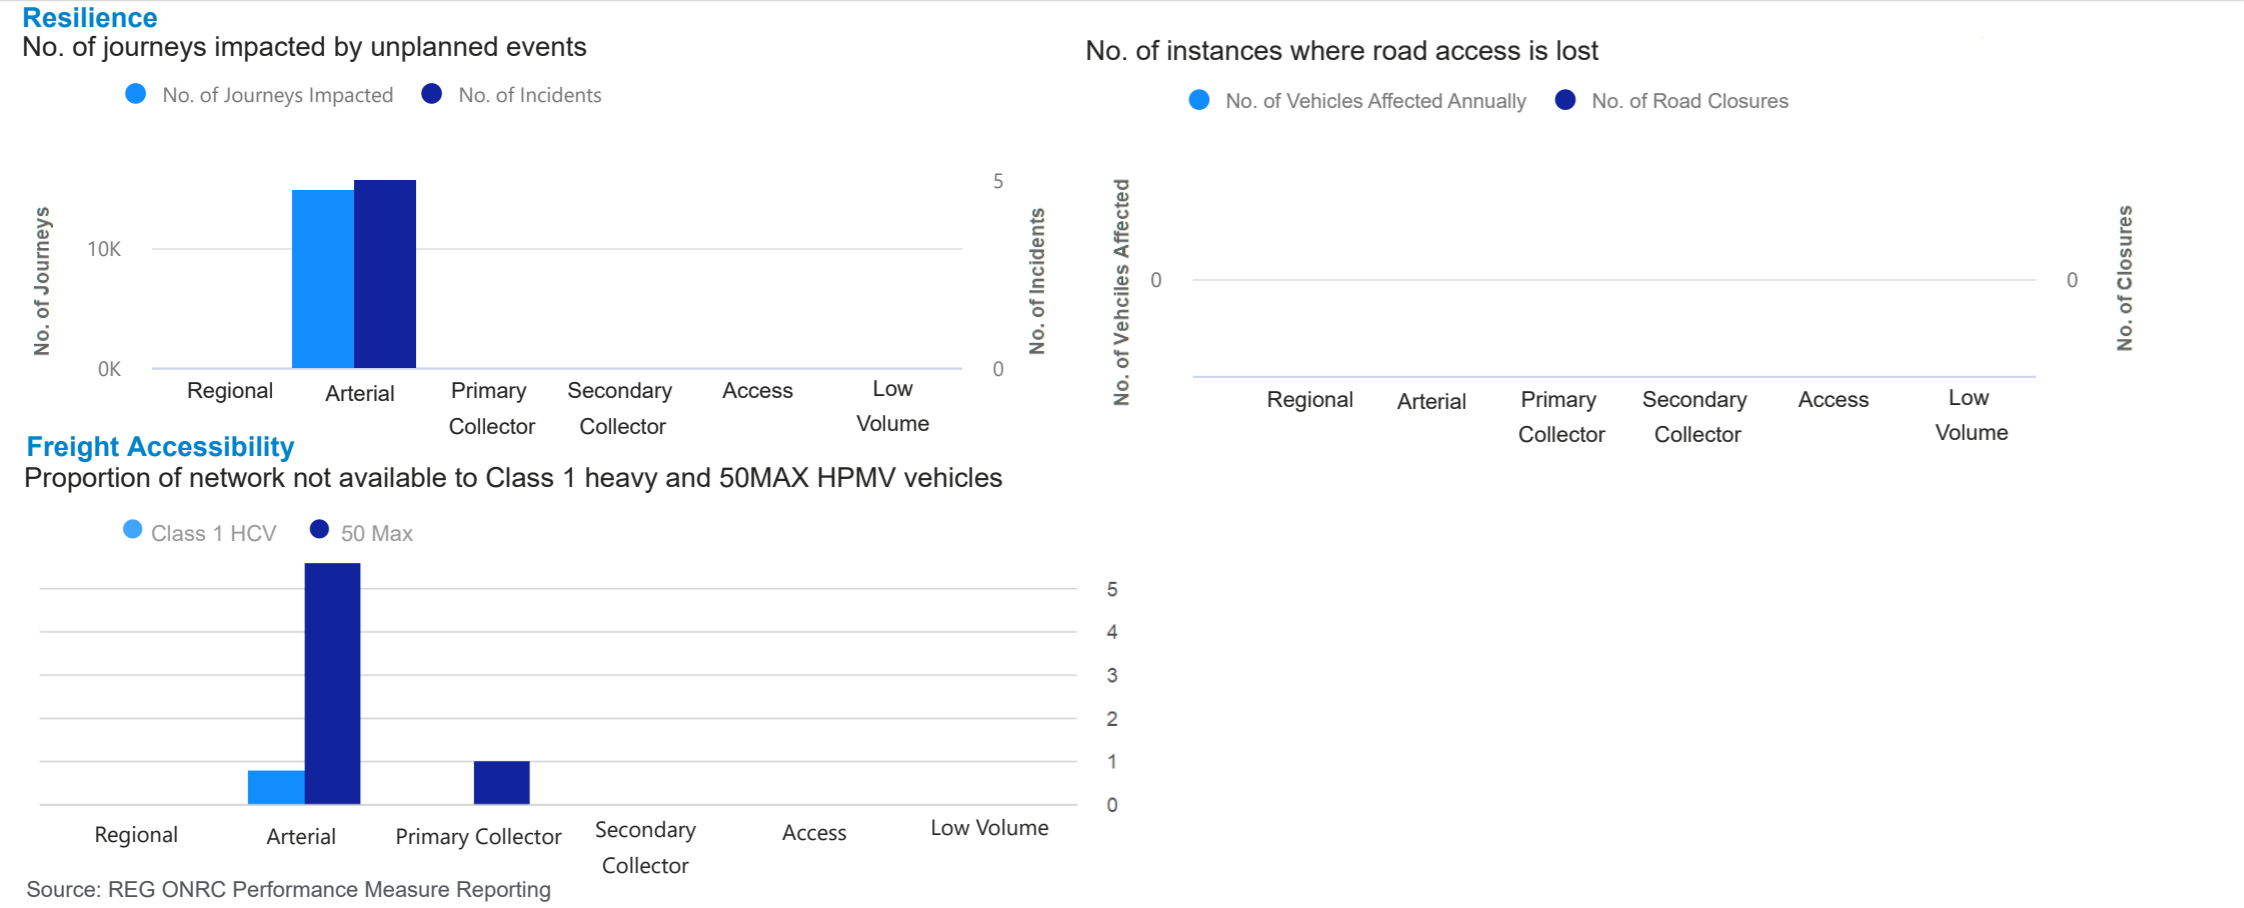 Resilience
No. of journeys impacted by unplanned events
No. of Journeys Impacted No. of Incidents
No. of Journeys
10K
0K
5
0
No. of Incidents
Regional Arterial Primary Collector Secondary Collector Access Low Volume
No. of instances where road access is lost
No. of Vehicles Affected Annually No. of Road Closures
No. of Vehciles Affected
0
0
No. of Closures
Regional Arterial Primary Collector Secondary Collector Access Low Volume
Freight Accessibility
Proportion of network not available to Class 1 heavy and 50MAX HPMV vehicles
Class 1 HCV 50 Max
5
4
3
2
1
0
Regional Arterial Primary Collector Secondary Collector Access Low Volume
Source: REG ONRC Performance Measure Reporting